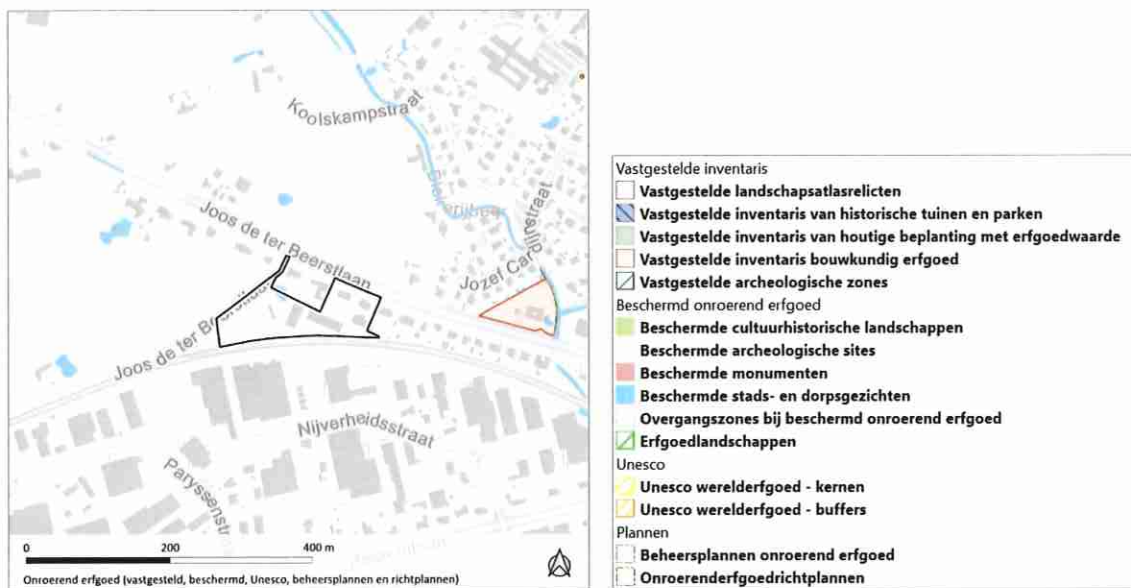 Koolskampstraat
Jozef Cardijnstraat
Joos de ter Beerstlaan
Joos de ter Be
Nijverheidsstraat
Paryssenstr
0 200 400 m
Onroerend erfgoed (vastgesteld, beschermd, Unesco, beheersplannen en richtplannen)
Vastgestelde inventaris
Vastgestelde landschapsatlasrelicten
Vastgestelde inventaris van historische tuinen en parken
Vastgestelde inventaris van houtige beplanting met erfgoedwaarde
Vastgestelde inventaris bouwkundig erfgoed
Vastgestelde archeologische zones
Beschermd onroerend erfgoed
Beschermde cultuurhistorische landschappen
Beschermde archeologische sites
Beschermde monumenten
Beschermde stads- en dorpsgezichten
Overgangszones bij beschermd onroerend erfgoed
Erfgoedlandschappen
Unesco
Unesco werelderfgoed - kernen
Unesco werelderfgoed - buffers
Plannen
Beheersplannen onroerend erfgoed
Onroerenderfgoedrichtplannen